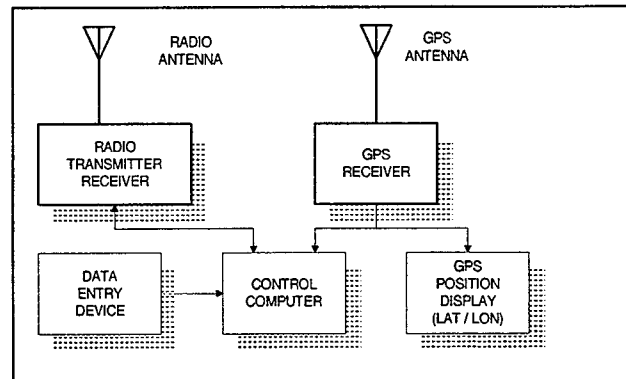 RADIO
ANTENNA
GPS
ANTENNA
RADIO
TRANSMITTER
RECEIVER
GPS
RECEIVER
DATA
ENTRY
DEVICE
CONTROL
COMPUTER
GPS
POSITION
DISPLAY
(LAT / LON)